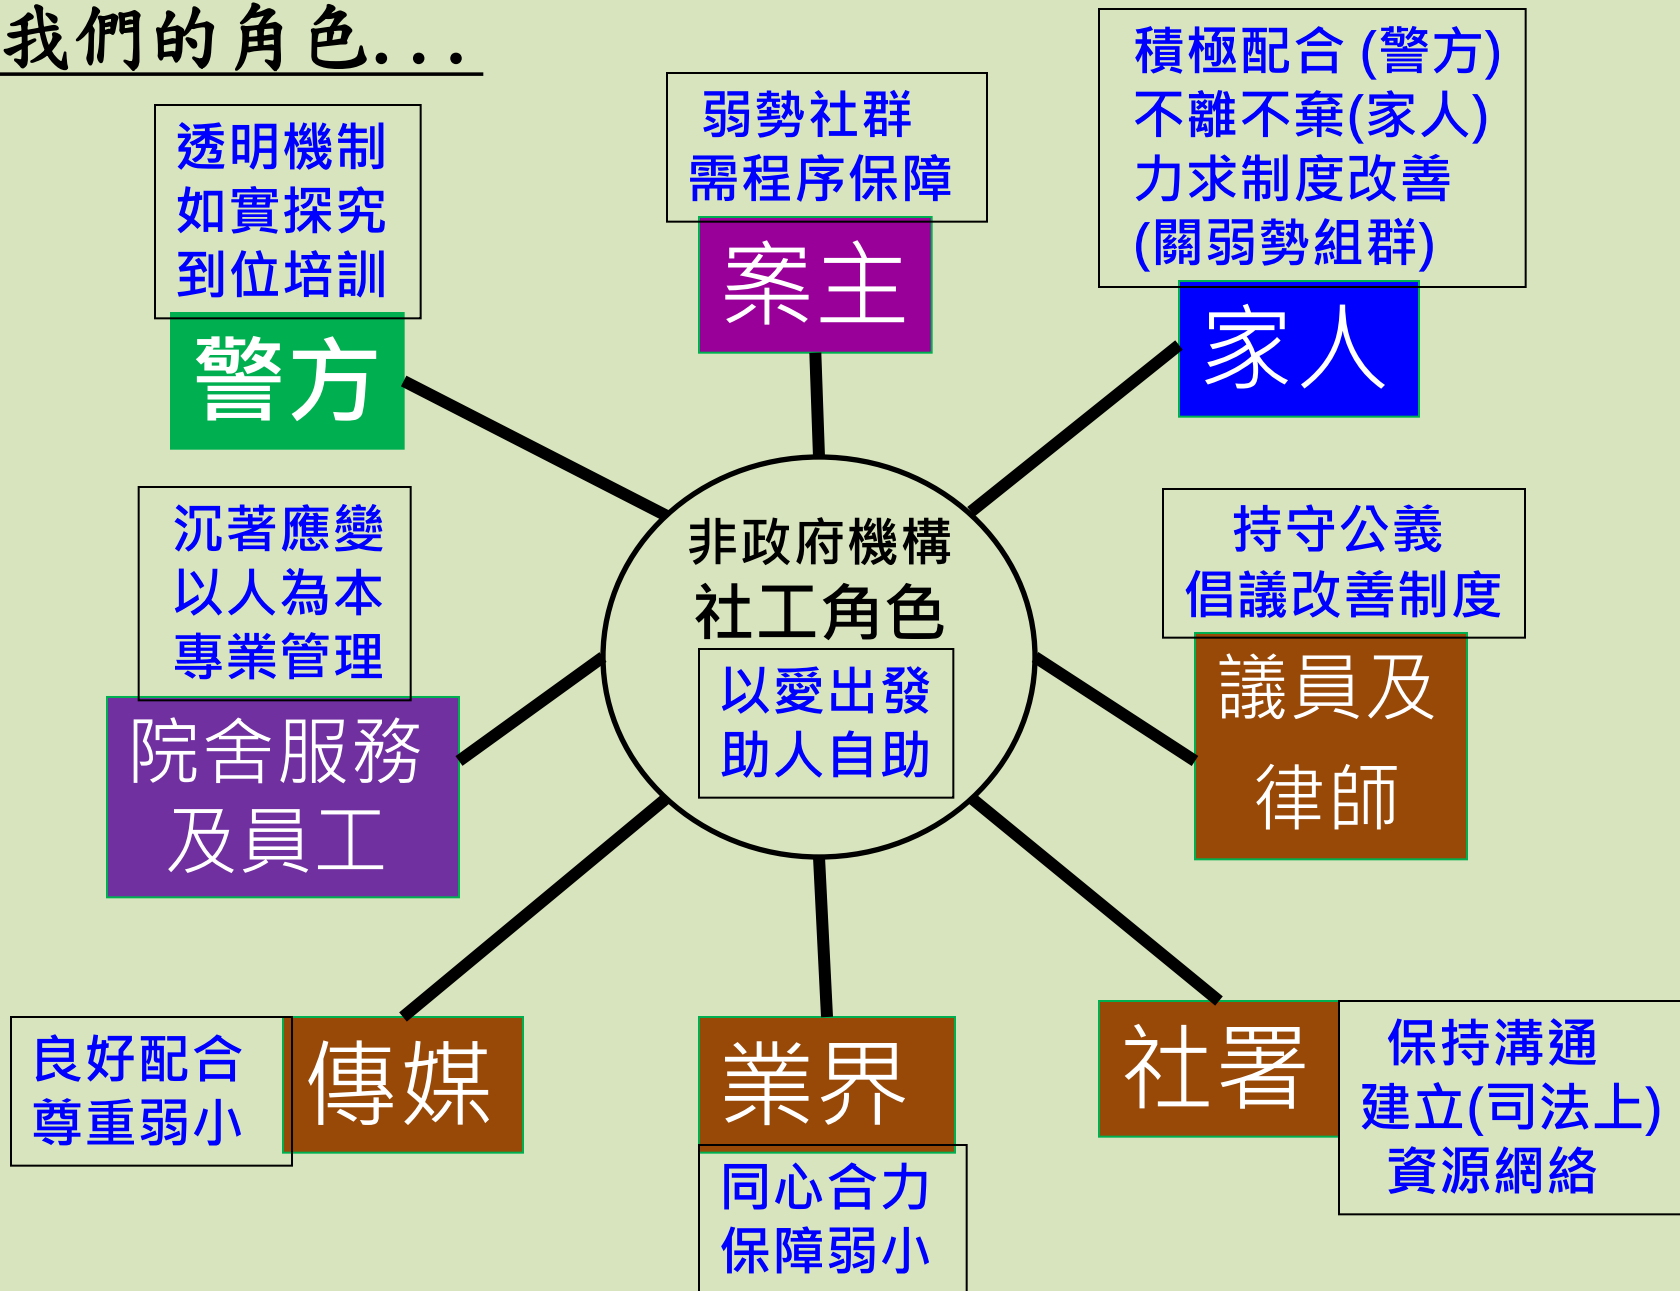 我們的角色...
透明機制
如實探究
到位培訓
警方
弱勢社群
需程序保障
案主
積極配合 (警方)
不離不棄(家人)
力求制度改善
(關弱勢組群)
家人
沉著應變
以人為本
專業管理
院舍服務
及員工
非政府機構
社工角色
以愛出發
助人自助
持守公義
倡議改善制度
議員及
律師
良好配合
尊重弱小
傳媒
業界
同心合力
保障弱小
社署
保持溝通
建立(司法上)
資源網絡